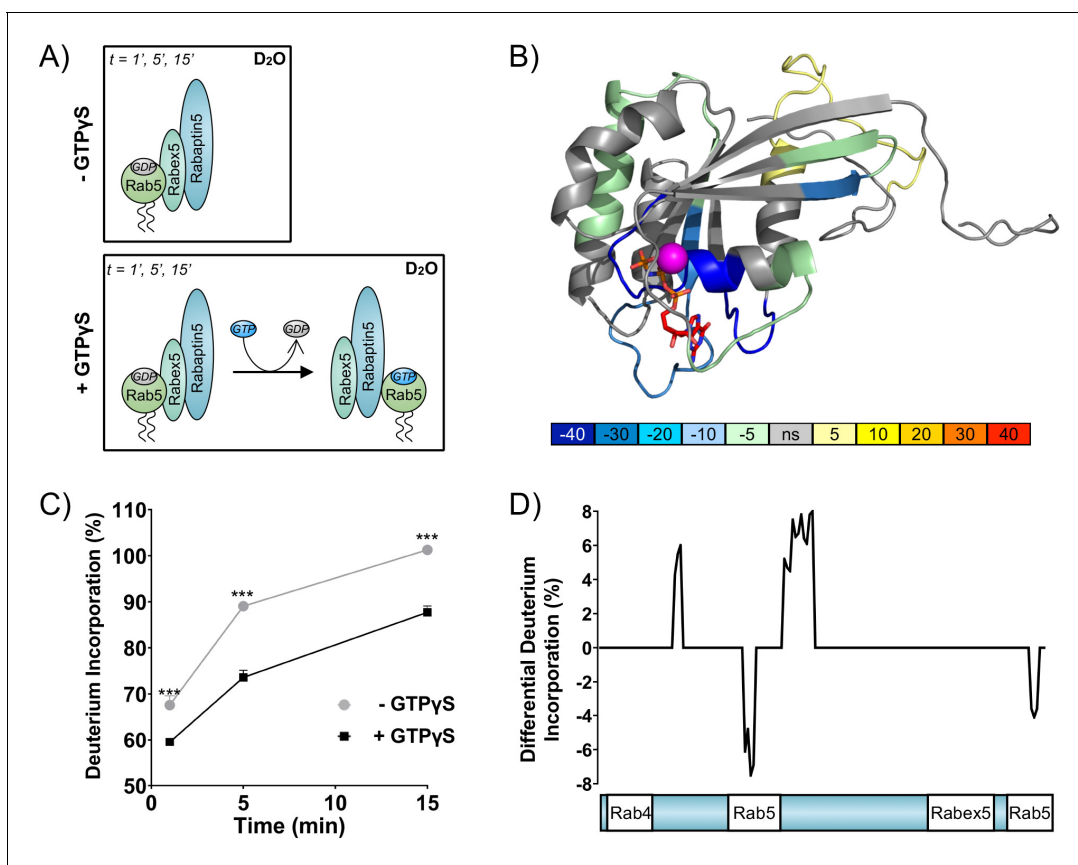 A)
t = 1', 5', 15'
D2O
- GTPγS
GDP
Rab5
Rabex5
Rabaptin5
t = 1', 5', 15'
D2O
+ GTPγS
GDP
Rab5
Rabex5
Rabaptin5
GTP
GDP
Rabex5
Rabaptin5
GTP
Rab5
B)
-40 -30 -20 -10 -5 ns 5 10 20 30 40
C)
Deuterium Incorporation (%)
110
100
90
80
70
60
50
***
***
***
- GTPγS
+ GTPγS
0 5 10 15
Time (min)
D)
Differential Deuterium
Incorporation (%)
8
6
4
2
0
-2
-4
-6
-8
Rab4 Rab5 Rabex5 Rab5